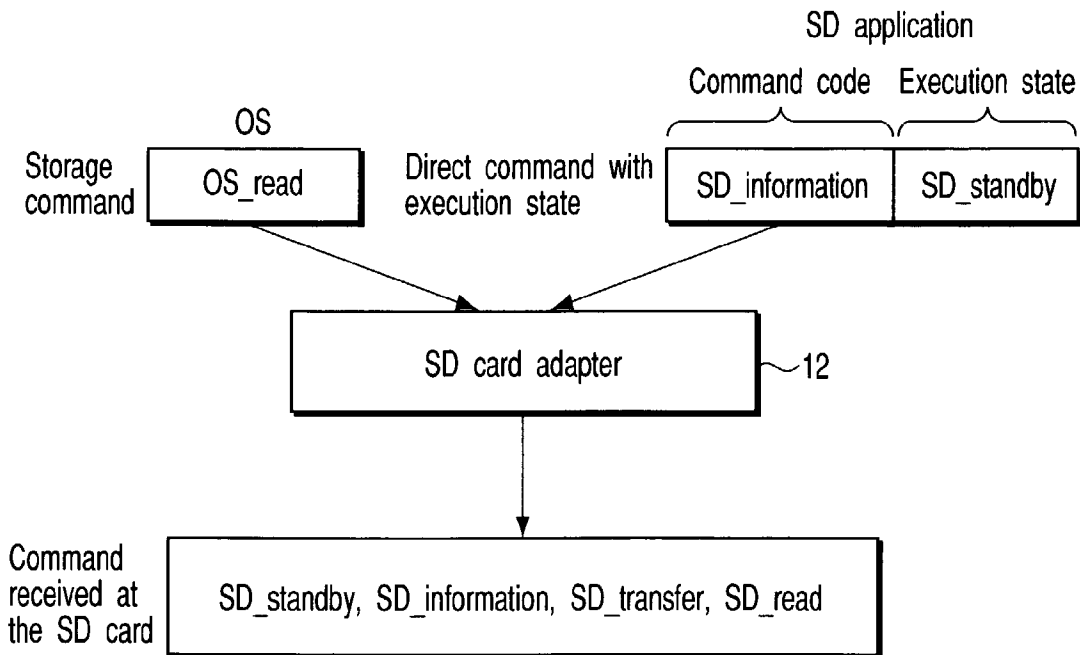 SD application
Command code
Execution state
OS
Storage
command
OS_read
Direct command with
execution state
SD_information
SD_standby
SD card adapter
12
Command
received at
the SD card
SD_standby, SD_information, SD_transfer, SD_read